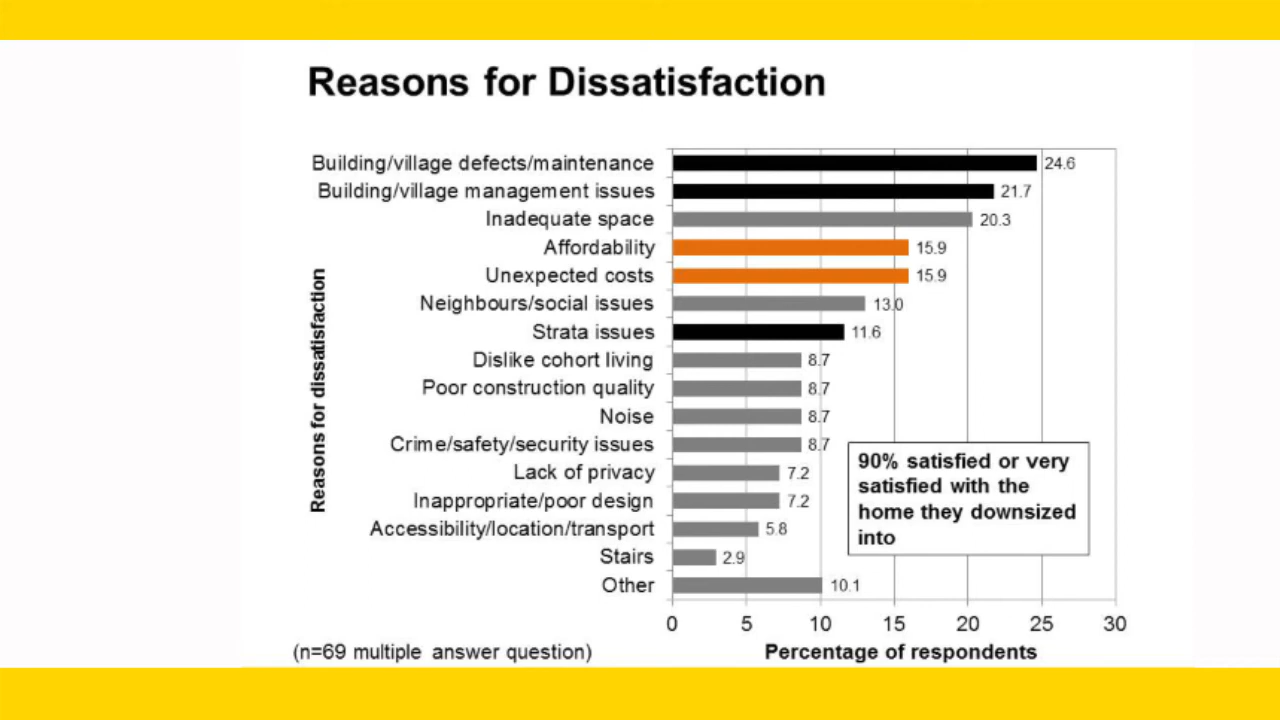 Reasons for Dissatisfaction
Reasons for dissatisfaction
Building/village defects/maintenance 24.6
Building/village management issues 21.7
Inadequate space 20.3
Affordability 15.9
Unexpected costs 15.9
Neighbours/social issues 13.0
Strata issues 11.6
Dislike cohort living 8.7
Poor construction quality 8.7
Noise 8.7
Crime/safety/security issues 8.7
Lack of privacy 7.2
Inappropriate/poor design 7.2
Accessibility/location/transport 5.8
Stairs 2.9
Other 10.1
90% satisfied or very
satisfied with the
home they downsized
into
0 5 10 15 20 25 30
(n=69 multiple answer question)
Percentage of respondents